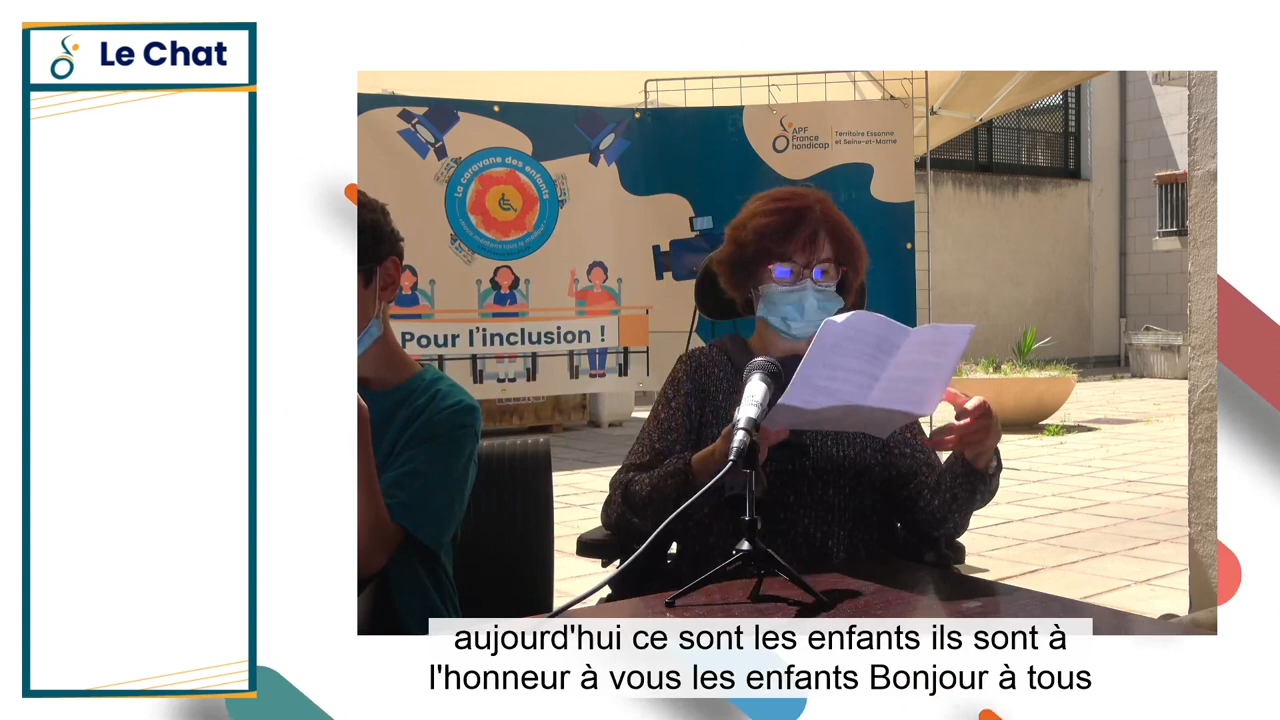 Le Chat
APF
France
handicap
Territoire Essonne
et Seine-et-Marne
La caravane des enfants
Pour l'inclusion !
aujourd'hui ce sont les enfants ils sont à
l'honneur à vous les enfants Bonjour à tous